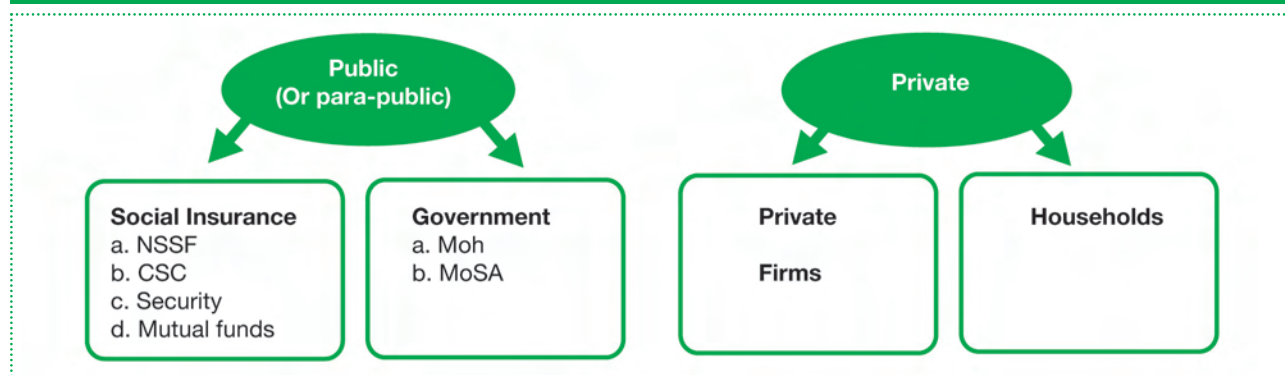 Public
(Or para-public)
Private
Social Insurance
a. NSSF
b. CSC
c. Security
d. Mutual funds
Government
a. Moh
b. MoSA
Private
Firms
Households